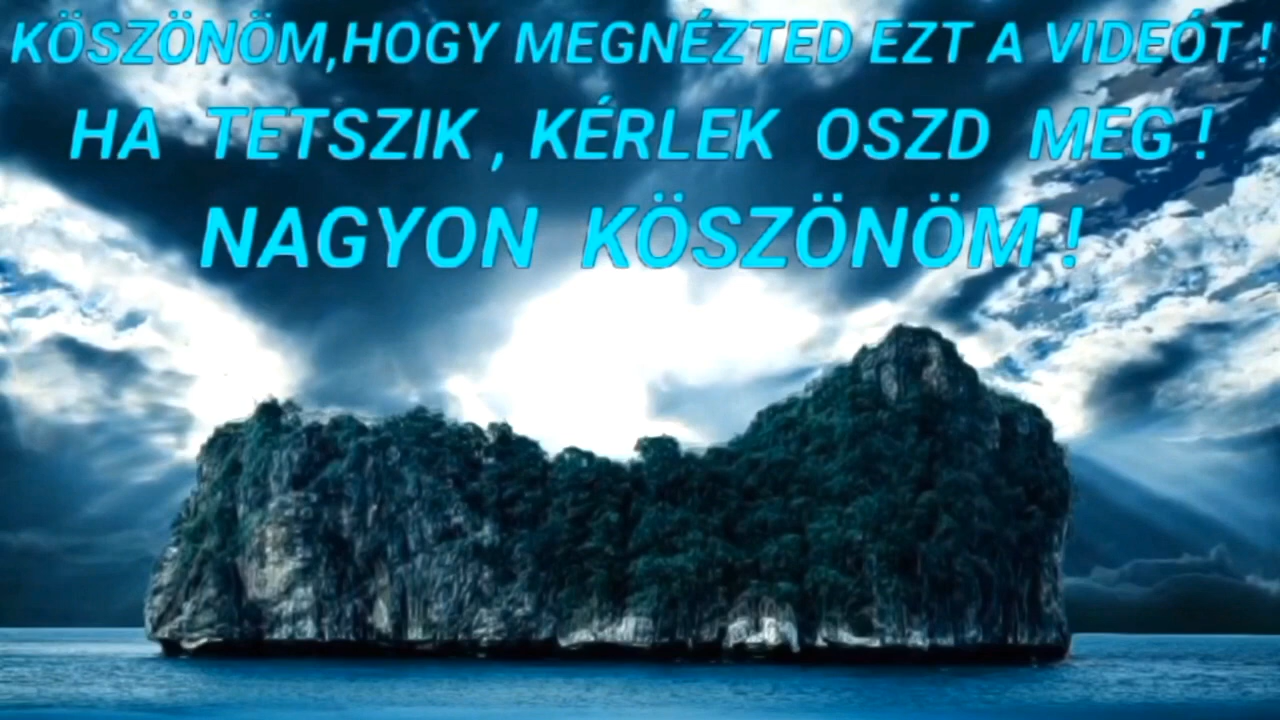 KÖSZÖNÖM,HOGY MEGNÉZTED EZT A VIDEÓT !
HA TETSZIK , KÉRLEK OSZD MEG !
NAGYON KÖSZÖNÖM !